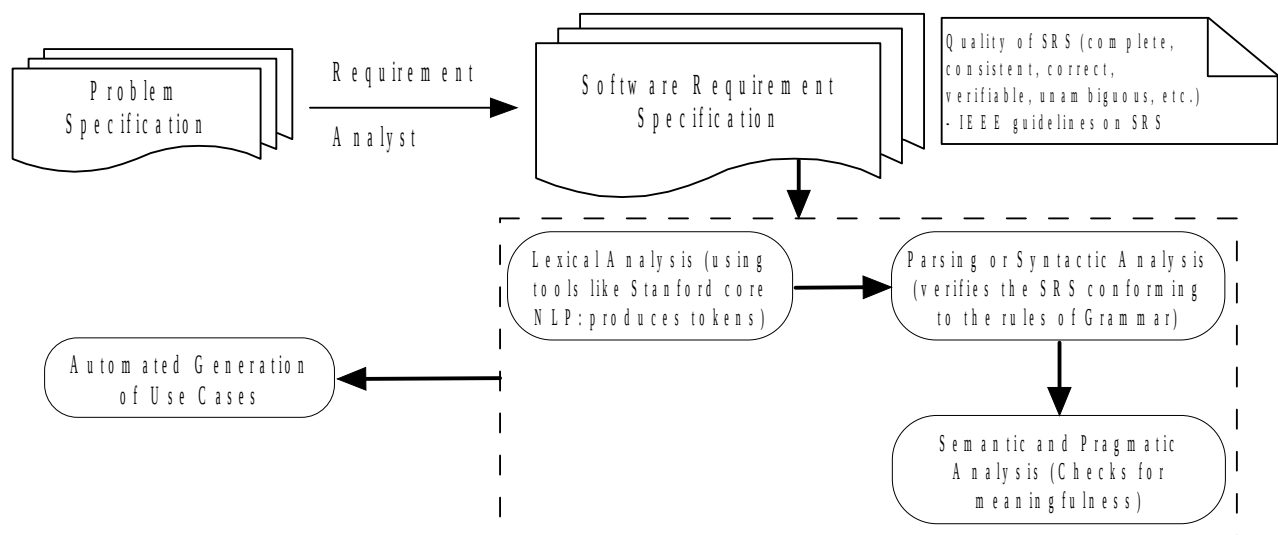 Problem
Specification
Requirement
Analyst
Software Requirement
Specification
Quality of SRS (complete,
consistent, correct,
verifiable, unambiguous, etc.)
- IEEE guidelines on SRS
Lexical Analysis (using
tools like Stanford core
NLP: produces tokens)
Parsing or Syntactic Analysis
(verifies the SRS conforming
to the rules of Grammar)
Automated Generation
of Use Cases
Semantic and Pragmatic
Analysis (Checks for
meaningfulness)